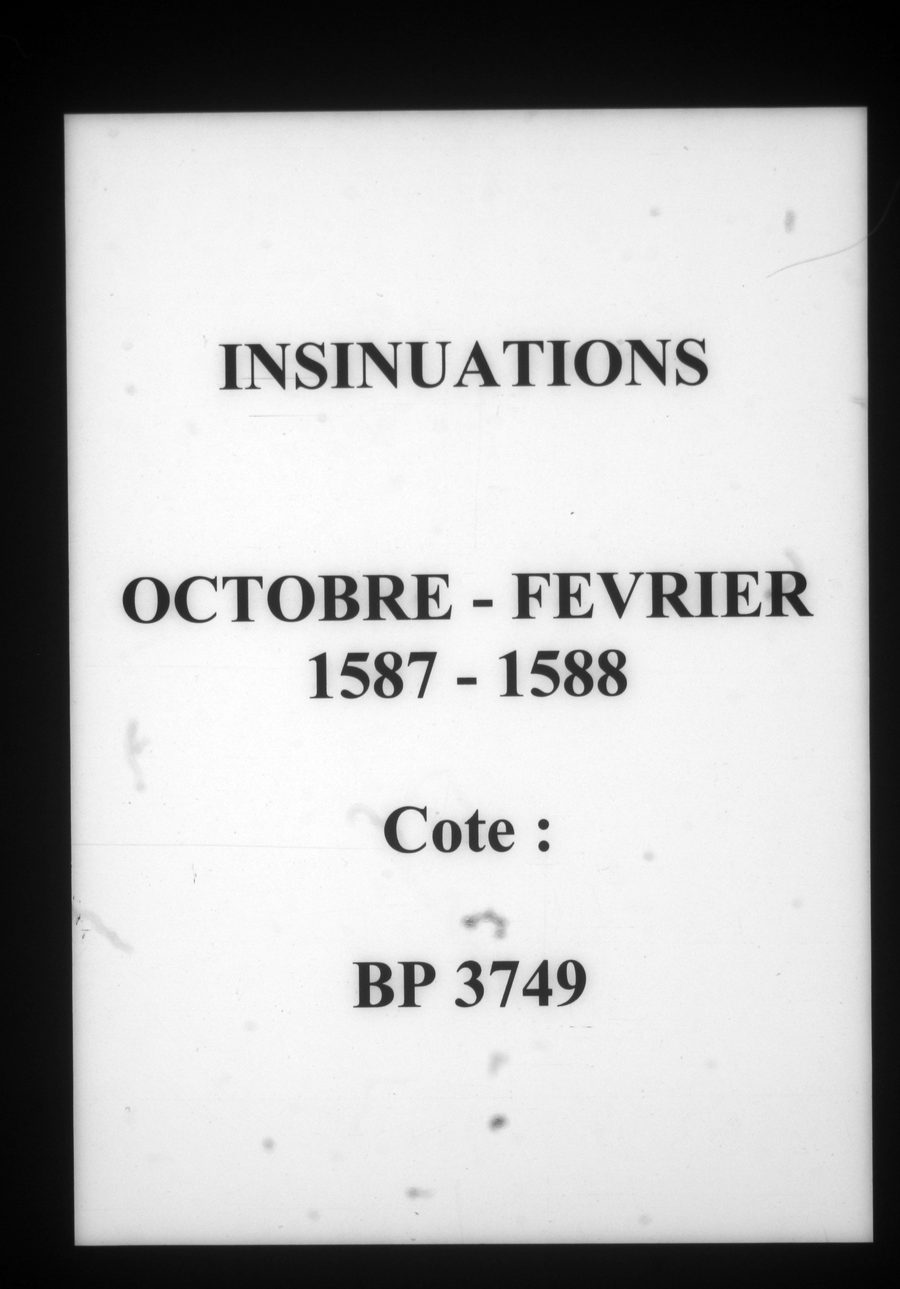 INSINUATIONS
OCTOBRE - FEVRIER
1587 - 1588
Cote :
BP 3749